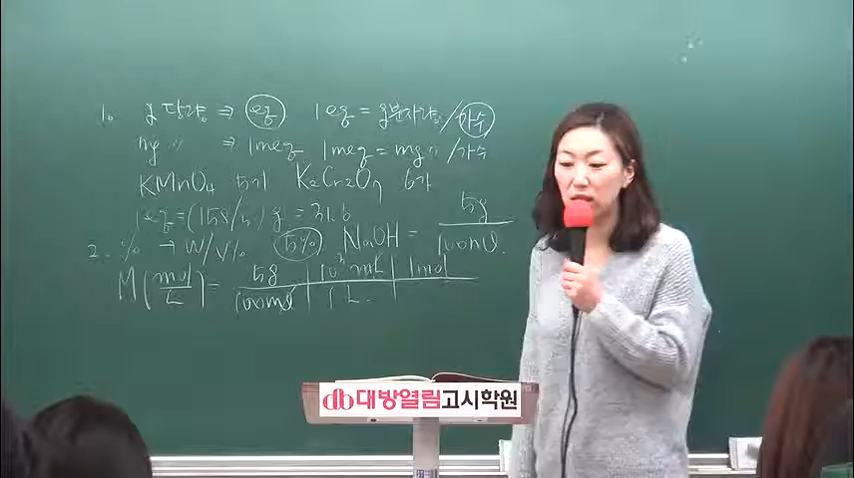 1. g당량 ⇒ eq 1eq = g분자량/가수
mg 〃 ⇒ 1meq 1meq = mg 〃/가수
KMnO4 5가 K2Cr2O7 6가
1eq = (158/5) g = 31.6
2. % → W/V% 5% NaOH = 5g/100mL
M(mol/L) = 5g/100mL | 10³mL/1L | 1mol
db대방열림고시학원